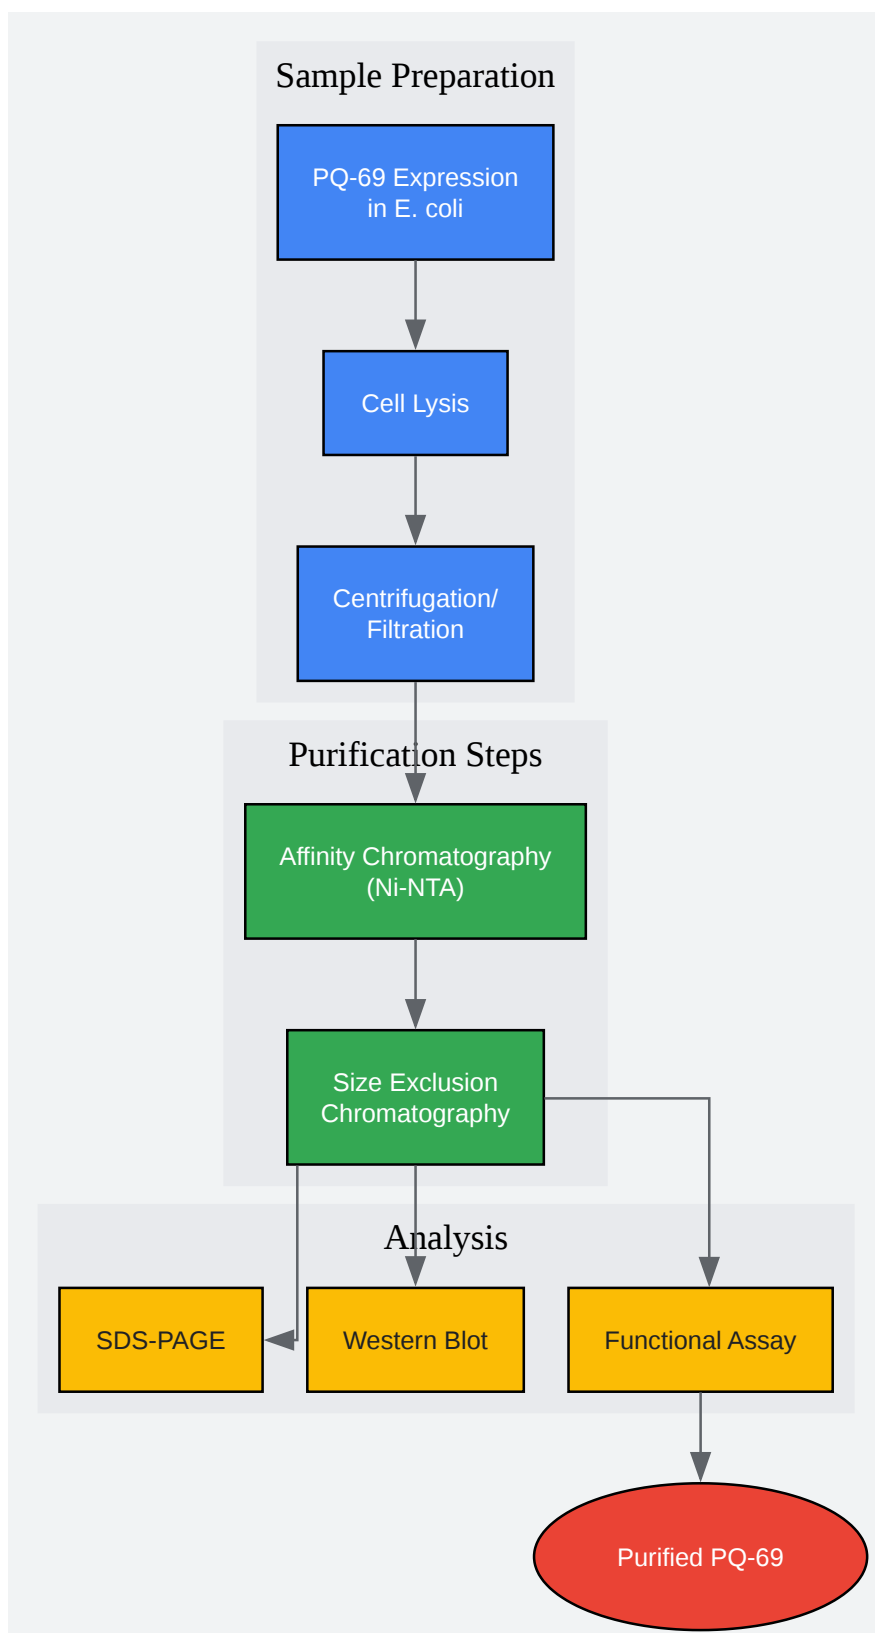 Sample Preparation
PQ-69 Expression
in E. coli
Cell Lysis
Centrifugation/
Filtration
Purification Steps
Affinity Chromatography
(Ni-NTA)
Size Exclusion
Chromatography
Analysis
SDS-PAGE
Western Blot
Functional Assay
Purified PQ-69